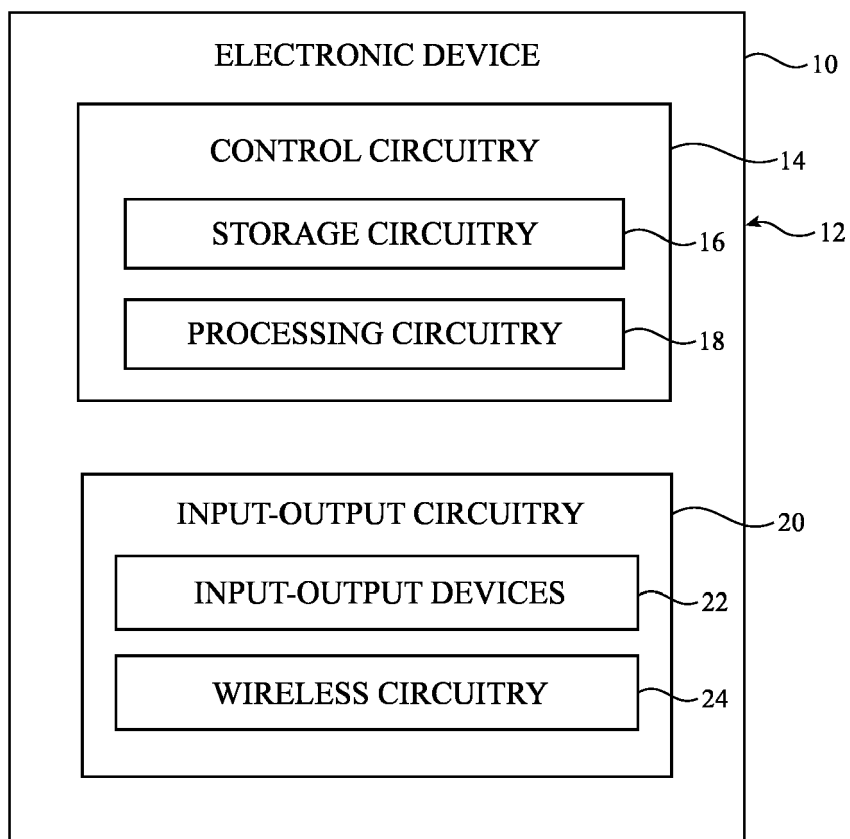 ELECTRONIC DEVICE
10
CONTROL CIRCUITRY
14
STORAGE CIRCUITRY
16
12
PROCESSING CIRCUITRY
18
INPUT-OUTPUT CIRCUITRY
20
INPUT-OUTPUT DEVICES
22
WIRELESS CIRCUITRY
24